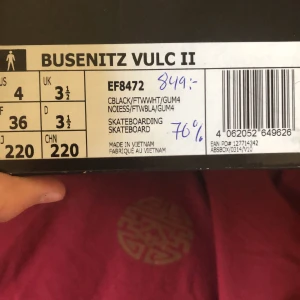 BUSENITZ VULC II
US UK
4 3½
F D
36 3½
J CHN
220 220
EF8472 849:-
CBLACK/FTWWHT/GUM4
NOIESS/FTWBLA/GUM4
SKATEBOARDING
SKATEBOARD 70%
MADE IN VIETNAM
FABRIQUÉ AU VIETNAM
4 062052 649626